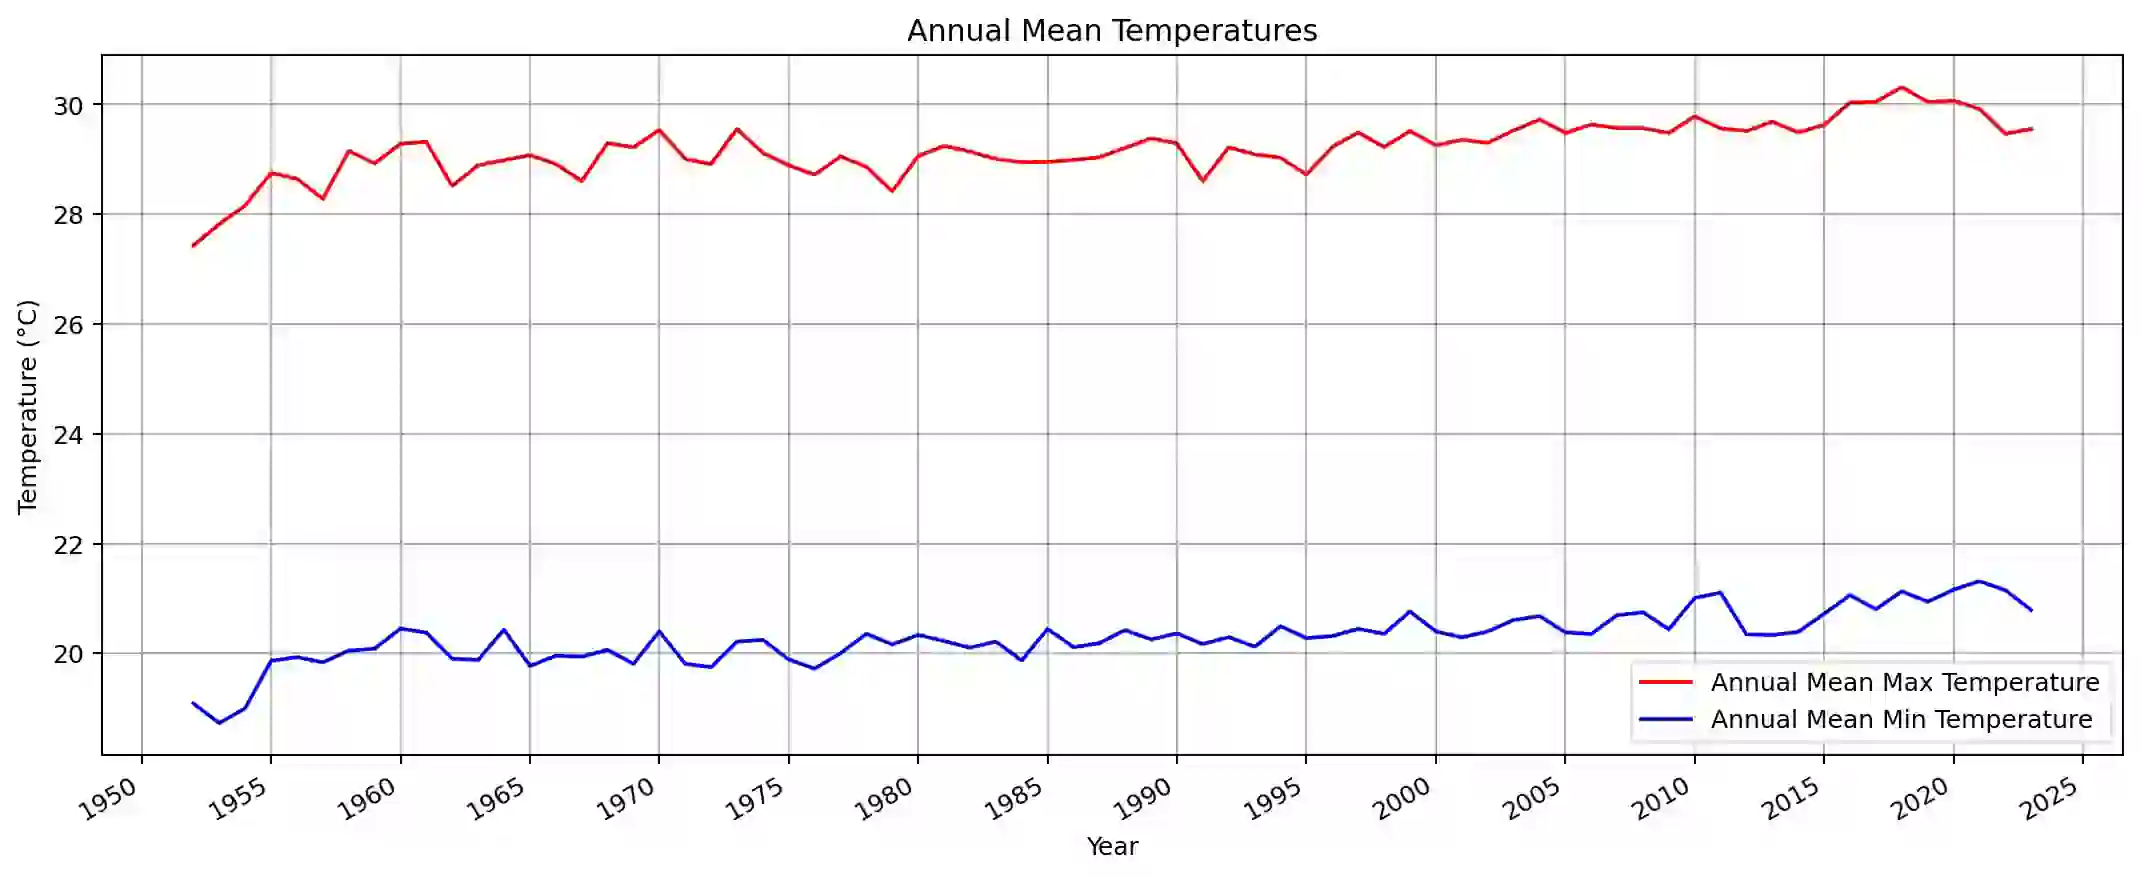 Annual Mean Temperatures
30
28
26
24
22
20
Temperature (°C)
Annual Mean Max Temperature
Annual Mean Min Temperature
1950 1955 1960 1965 1970 1975 1980 1985 1990 1995 2000 2005 2010 2015 2020 2025
Year